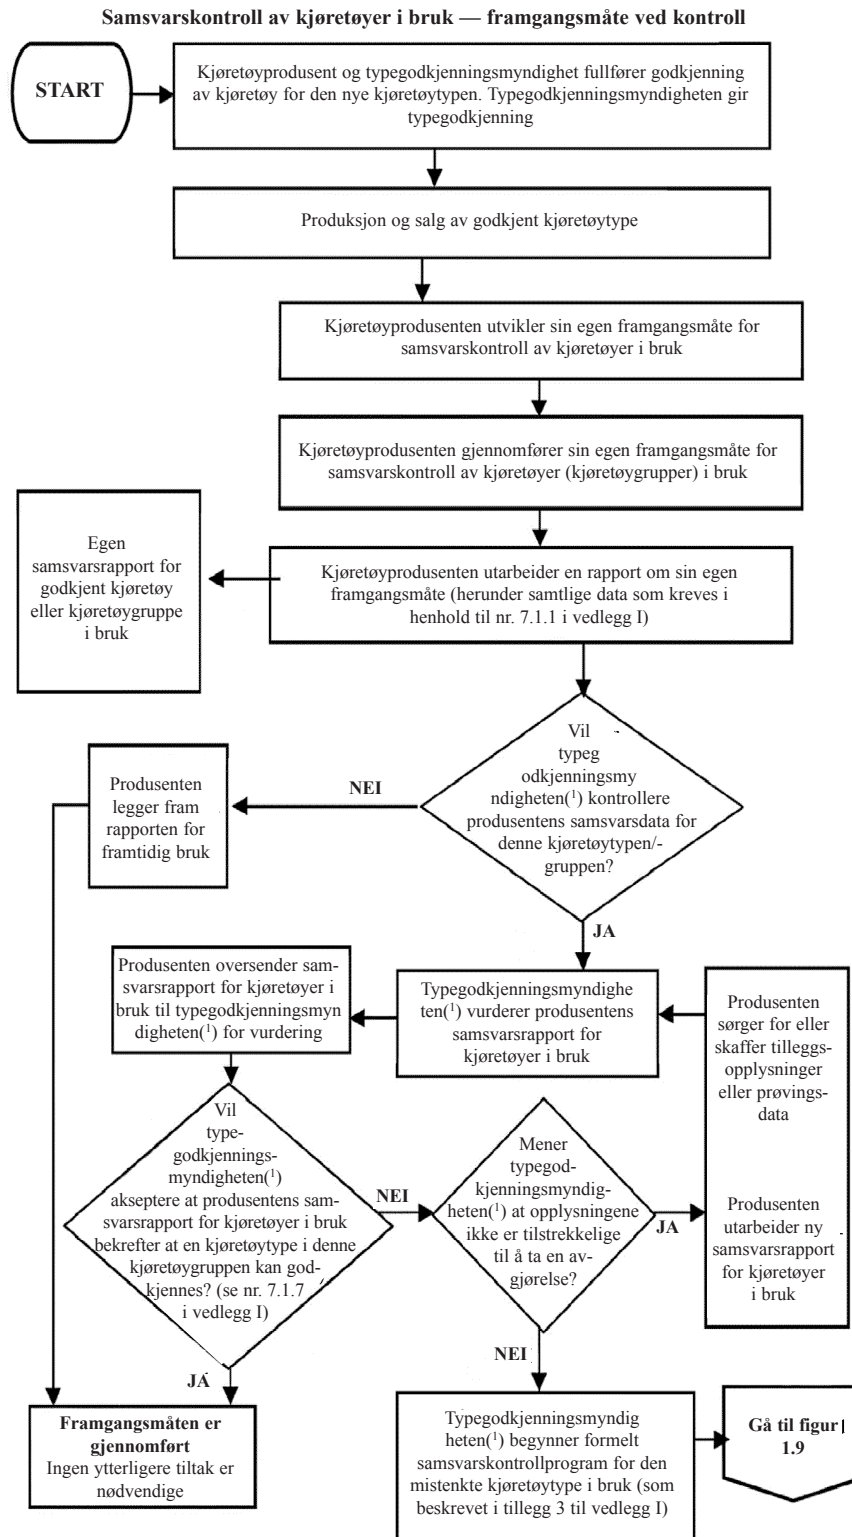 Samsvarskontroll av kjøretøyer i bruk — framgangsmåte ved kontroll
START
Kjøretøyprodusent og typegodkjenningsmyndighet fullfører godkjenning
av kjøretøy for den nye kjøretøytypen. Typegodkjenningsmyndigheten gir
typegodkjenning
Produksjon og salg av godkjent kjøretøytype
Kjøretøyprodusenten utvikler sin egen framgangsmåte for
samsvarskontroll av kjøretøyer i bruk
Kjøretøyprodusenten gjennomfører sin egen framgangsmåte for
samsvarskontroll av kjøretøyer (kjøretøygrupper) i bruk
Kjøretøyprodusenten utarbeider en rapport om sin egen
framgangsmåte (herunder samtlige data som kreves i
henhold til nr. 7.1.1 i vedlegg I)
Egen
samsvarsrapport for
godkjent kjøretøy
eller kjøretøygruppe
i bruk
Vil
typeg
odkjenningsmy
ndigheten(¹) kontrollere
produsentens samsvarsdata for
denne kjøretøytypen/-
gruppen?
NEI
Produsenten
legger fram
rapporten for
framtidig bruk
JA
Typegodkjenningsmyndighe
ten(¹) vurderer produsentens
samsvarsrapport for
kjøretøyer i bruk
Produsenten oversender sam-
svarsrapport for kjøretøyer i
bruk til typegodkjenningsmyn
digheten(¹) for vurdering
Produsenten
sørger for eller
skaffer tilleggs-
opplysninger
eller prøvings-
data
Produsenten
utarbeider ny
samsvarsrapport
for kjøretøyer
i bruk
Vil
type-
godkjennings-
myndigheten(¹)
akseptere at produsentens sam-
svarsrapport for kjøretøyer i bruk
bekrefter at en kjøretøytype i denne
kjøretøygruppen kan god-
kjennes? (se nr. 7.1.7
i vedlegg I)
NEI
Mener
typegod-
kjenningsmyndig-
heten(¹) at opplysningene
ikke er tilstrekkelige
til å ta en av-
gjørelse?
JA
JA
NEI
Framgangsmåten er
gjennomført
Ingen ytterligere tiltak er
nødvendige
Typegodkjenningsmyndig
heten(¹) begynner formelt
samsvarskontrollprogram for den
mistenkte kjøretøytype i bruk (som
beskrevet i tillegg 3 til vedlegg I)
Gå til figur
1.9